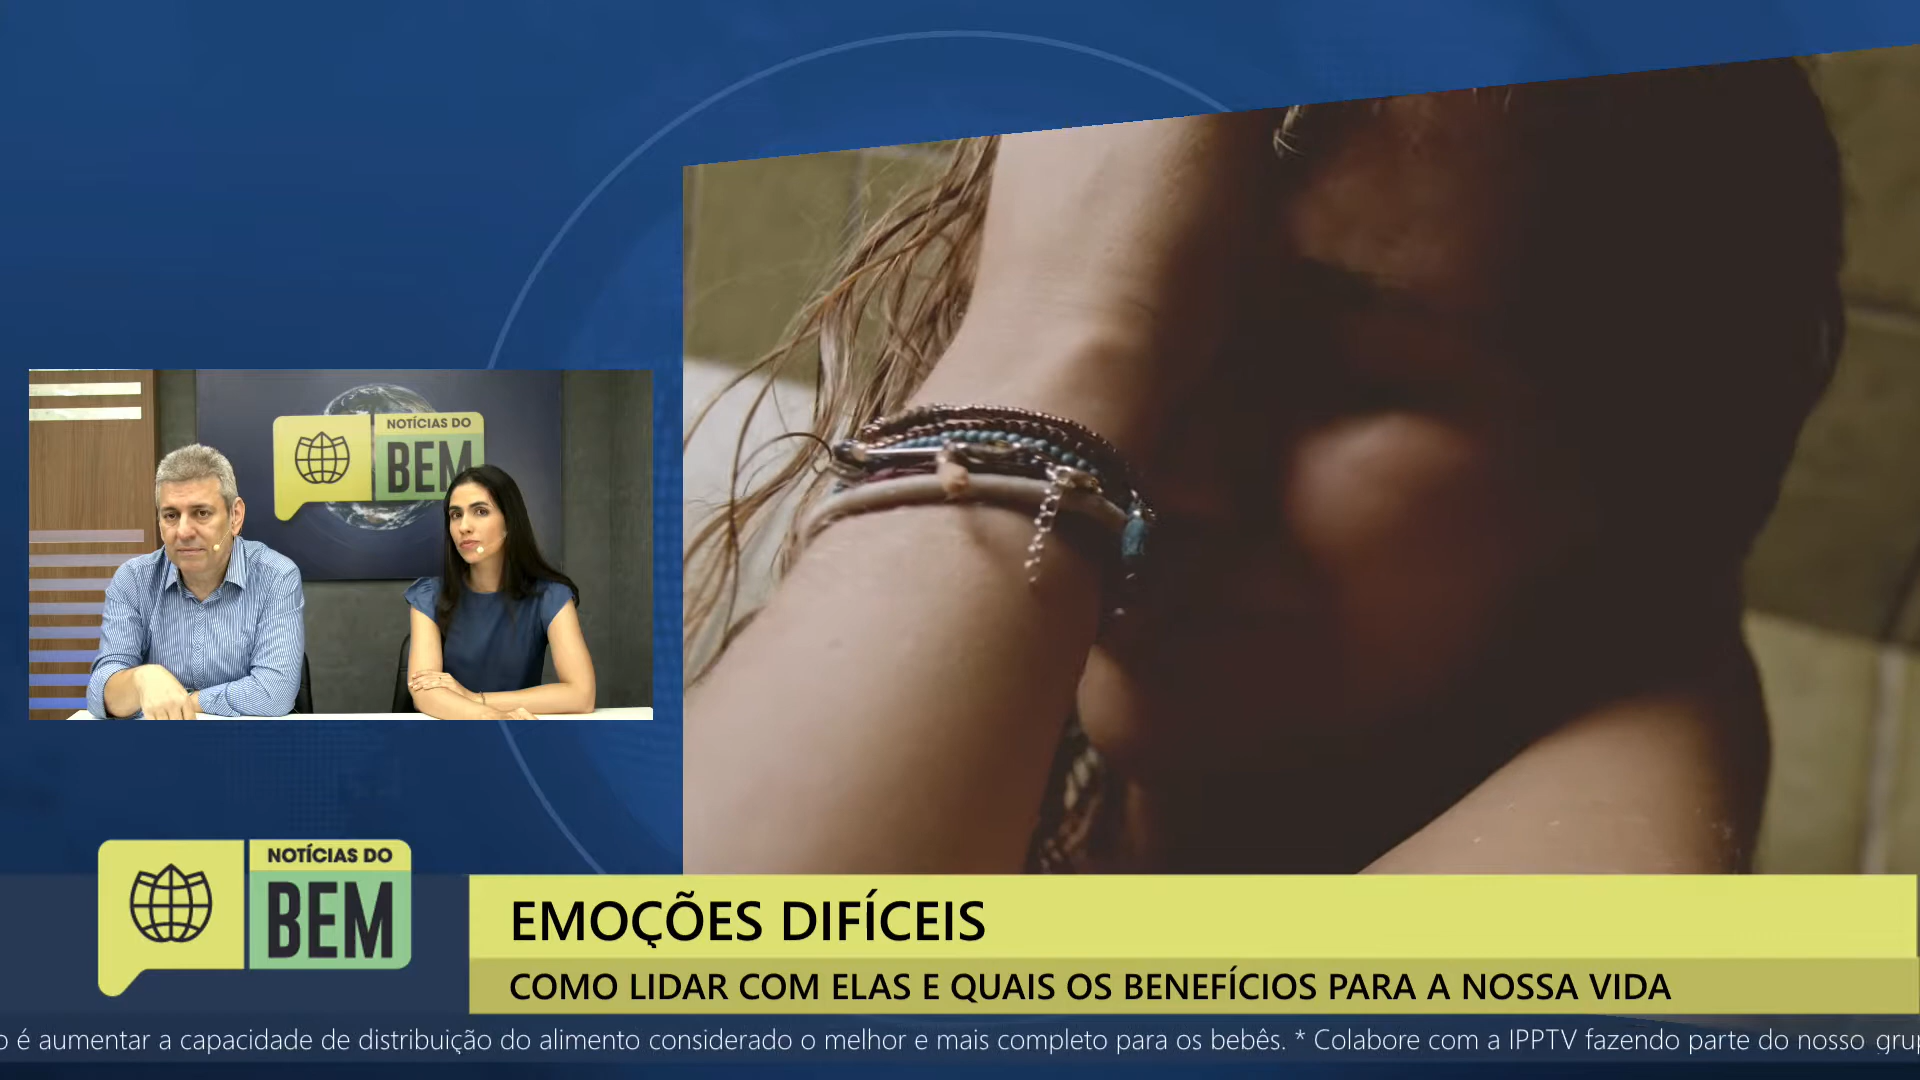 NOTÍCIAS DO
BEM
NOTÍCIAS DO
BEM
EMOÇÕES DIFÍCEIS
COMO LIDAR COM ELAS E QUAIS OS BENEFÍCIOS PARA A NOSSA VIDA
é aumentar a capacidade de distribuição do alimento considerado o melhor e mais completo para os bebês. * Colabore com a IPPTV fazendo parte do nosso